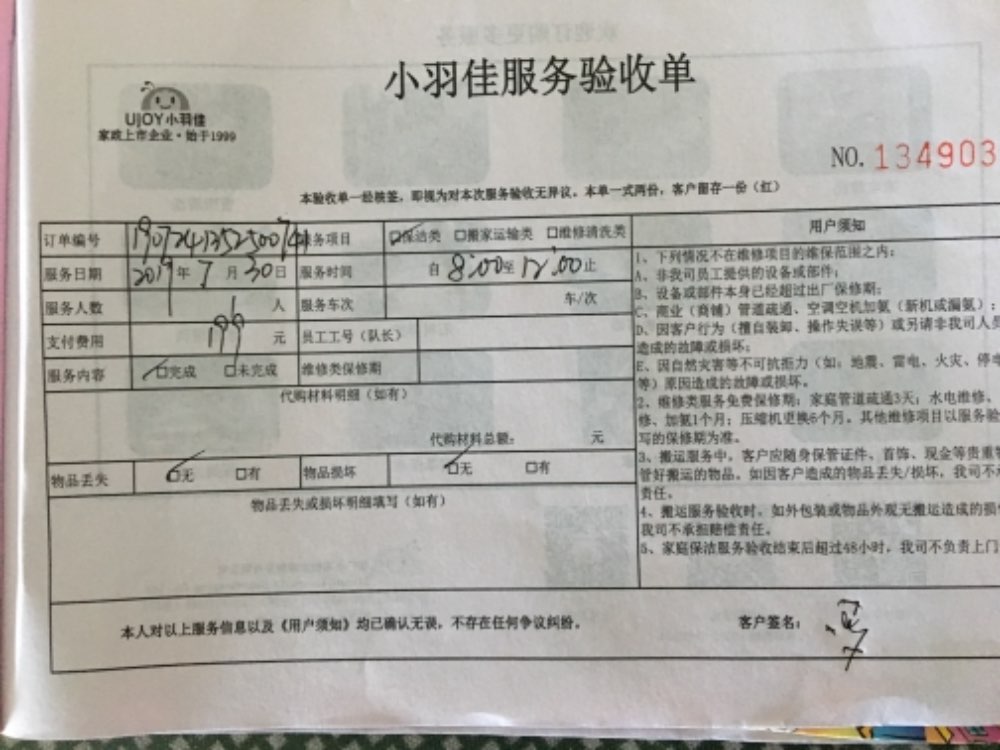 小羽佳服务验收单
UJOY小羽佳
家政上市企业·始于1999
NO. 134903
本验收单一经核签，即视为对本次服务验收无异议。本单一式两份，客户留存一份（红）
订单编号 服务项目 保洁类 □搬家运输类 □维修清洗类
服务日期 2019年7月30日 服务时间 自8:00至12:00止
服务人数 1 人 服务车次 车/次
支付费用 199 元 员工工号（队长）
服务内容 □完成 □未完成 维修类保修期
代购材料明细（如有）
代购材料总额： 元
物品丢失 □无 □有 物品损坏 □无 □有
物品丢失或损坏明细填写（如有）
用户须知
1、下列情况不在维修项目的维保范围之内：
A、非我司员工提供的设备或部件；
B、设备或部件本身已经超过出厂保修期；
C、商业（商铺）管道疏通、空调空机加氨（新机或漏氨）；
D、因客户行为（擅自装卸、操作失误等）或另请非我司人员
造成的故障或损坏；
E、因自然灾害等不可抗拒力（如：地震、雷电、火灾、停电
等）原因造成的故障或损坏。
2、维修类服务免费保修期：家庭管道疏通3天；水电维修、
修、加氨1个月；压缩机更换6个月。其他维修项目以服务验
写的保修期为准。
3、搬运服务中，客户应随身保管证件、首饰、现金等贵重物
管好搬运的物品。如因客户造成的物品丢失/损坏，我司不承
责任。
4、搬运服务验收时，如外包装或物品外观无搬运造成的损
我司不承担赔偿责任。
5、家庭保洁服务验收结束后超过48小时，我司不负责上门
本人对以上服务信息以及《用户须知》均已确认无误，不存在任何争议纠纷。
客户签名：